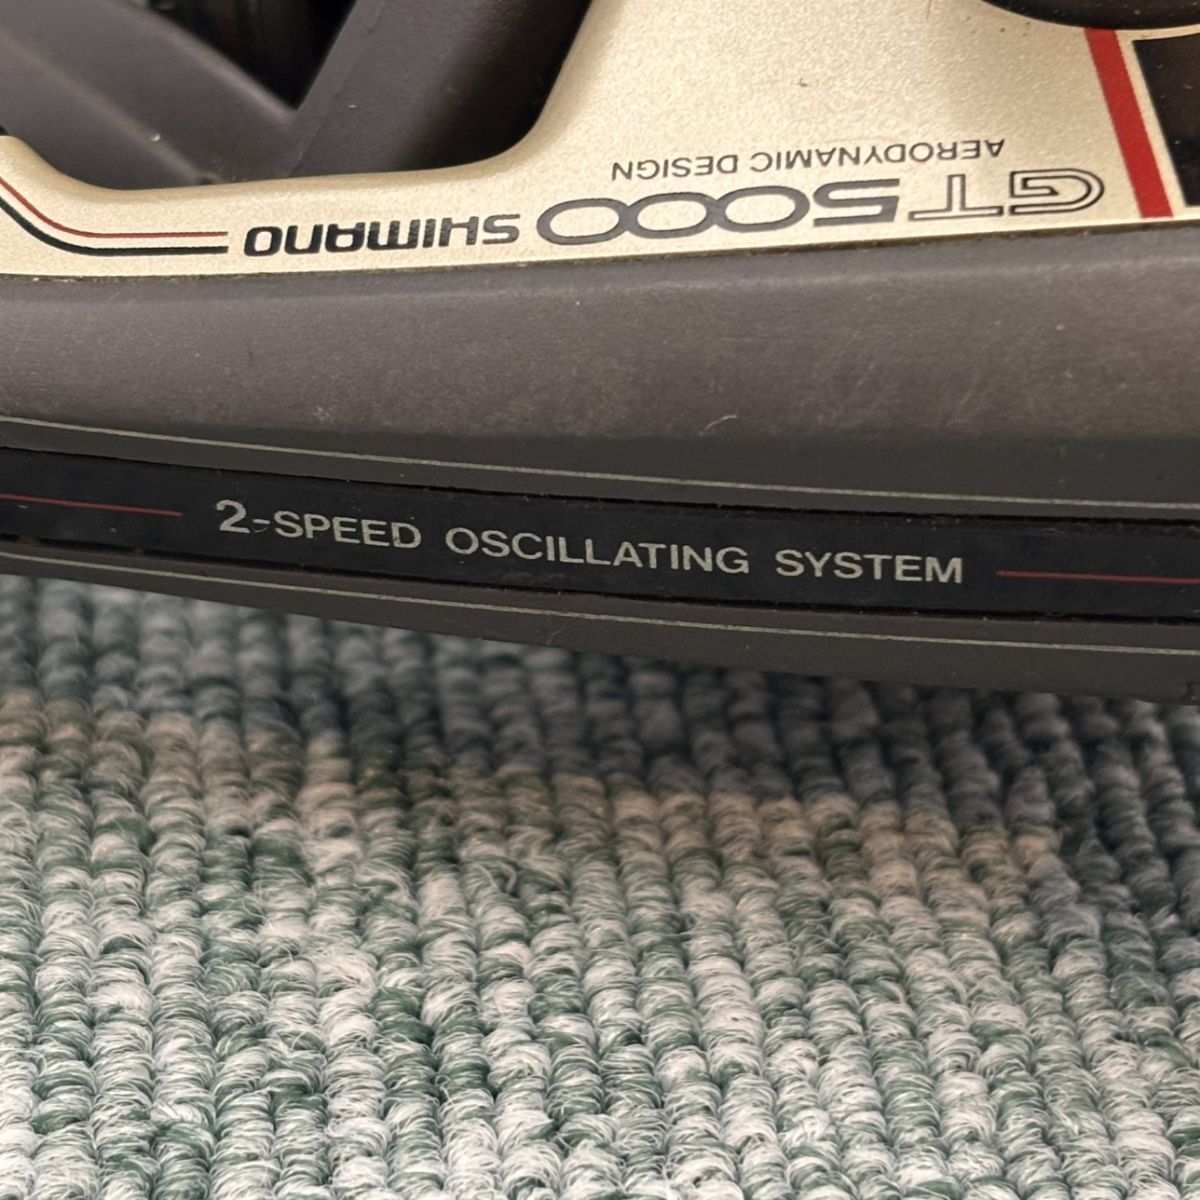 GT5000 SHIMANO
AERODYNAMIC DESIGN
2-SPEED OSCILLATING SYSTEM